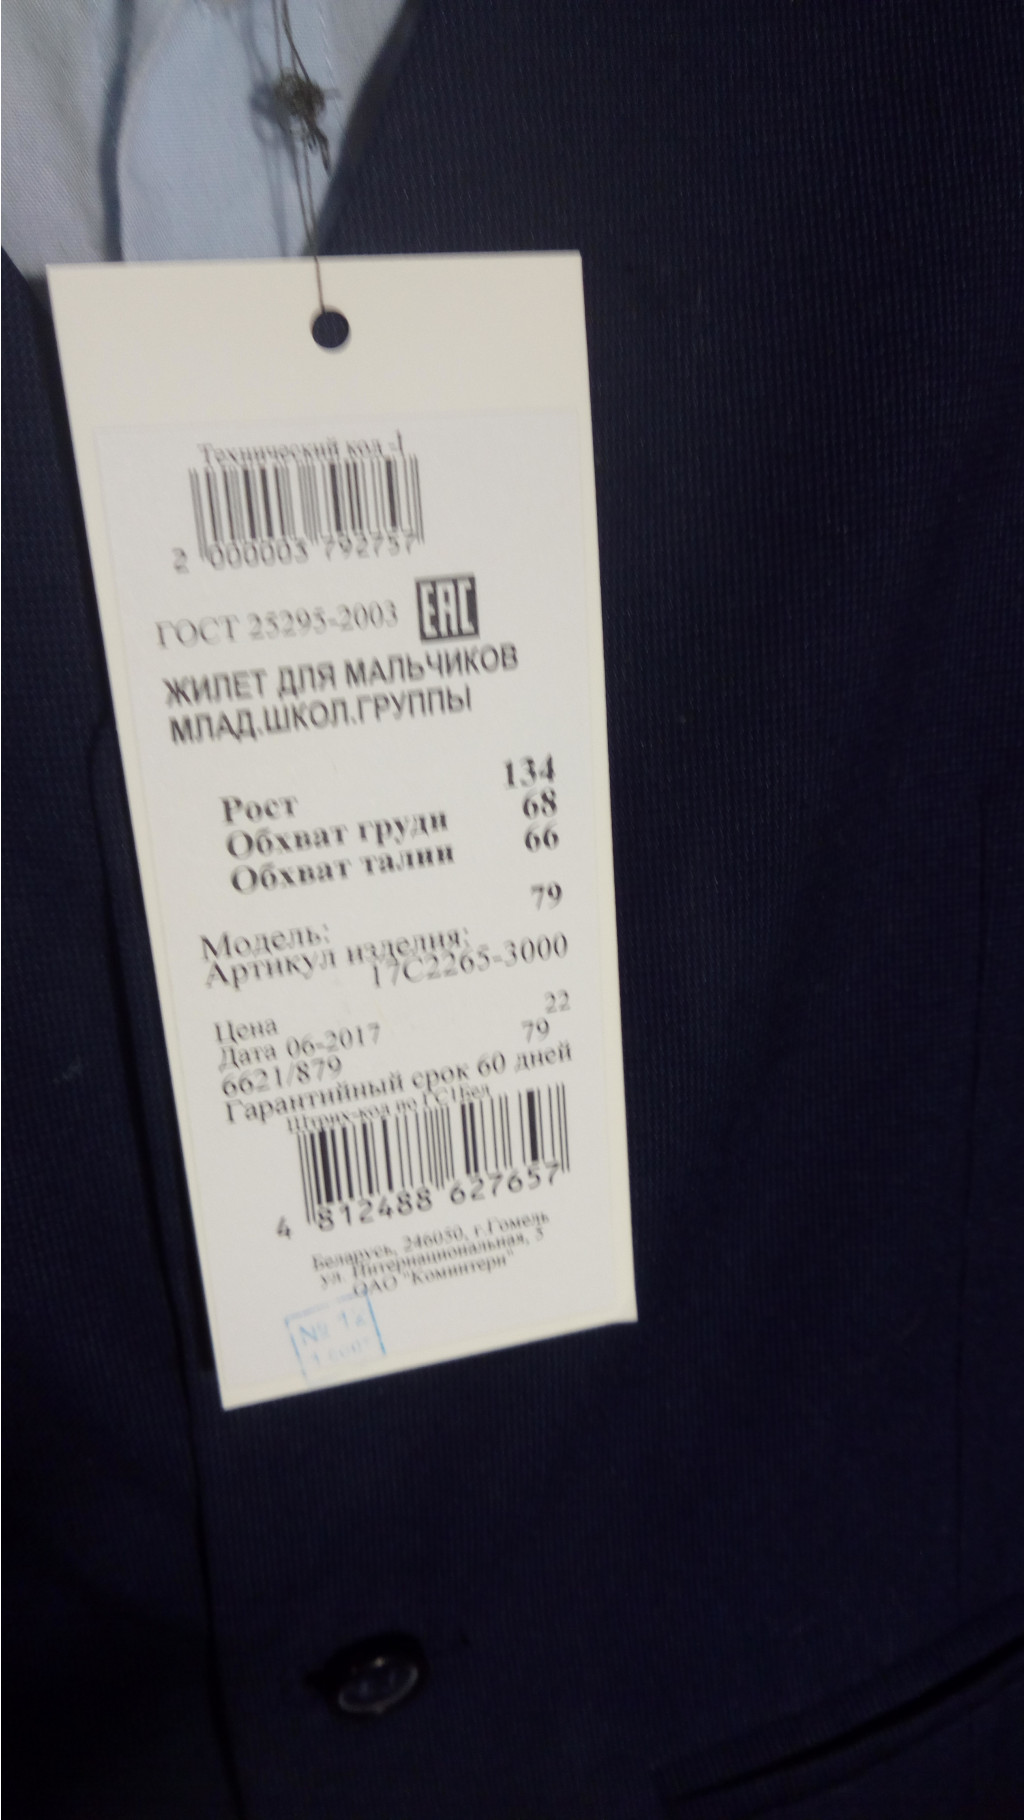 Технический код -1
2 000003 792757
ГОСТ 25295-2003 EAC
ЖИЛЕТ ДЛЯ МАЛЬЧИКОВ
МЛАД.ШКОЛ.ГРУППЫ
Рост 134
Обхват груди 68
Обхват талии 66
Модель: 79
Артикул изделия:
17С2265-3000
Цена 22
Дата 06-2017 79
6621/879
Гарантийный срок 60 дней
Штрих-код по ГС1Бел
4 812488 627657
Беларусь, 246050, г.Гомель
ул. Интернациональная, 5
ОАО "Коминтерн"
№ 12